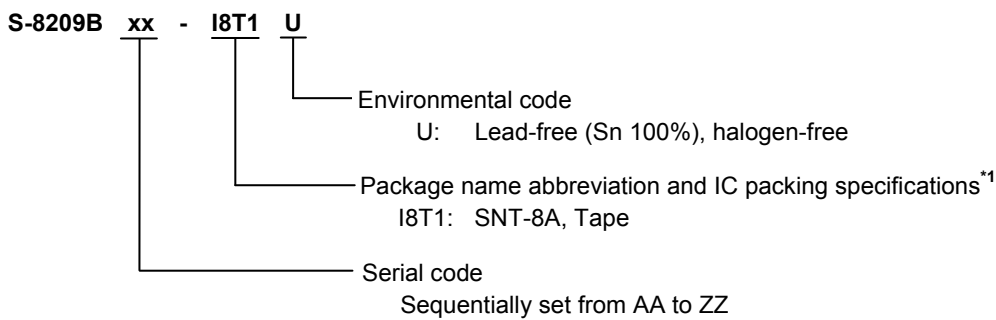 S-8209B xx - I8T1 U
Environmental code
U: Lead-free (Sn 100%), halogen-free
Package name abbreviation and IC packing specifications*1
I8T1: SNT-8A, Tape
Serial code
Sequentially set from AA to ZZ